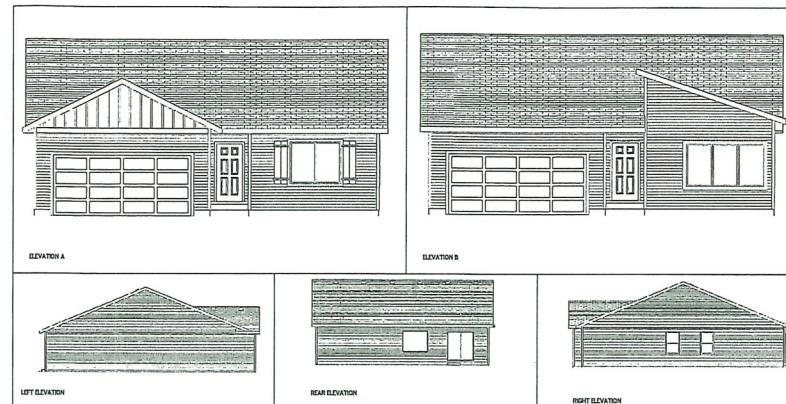 ELEVATION A
ELEVATION B
LEFT ELEVATION
REAR ELEVATION
RIGHT ELEVATION